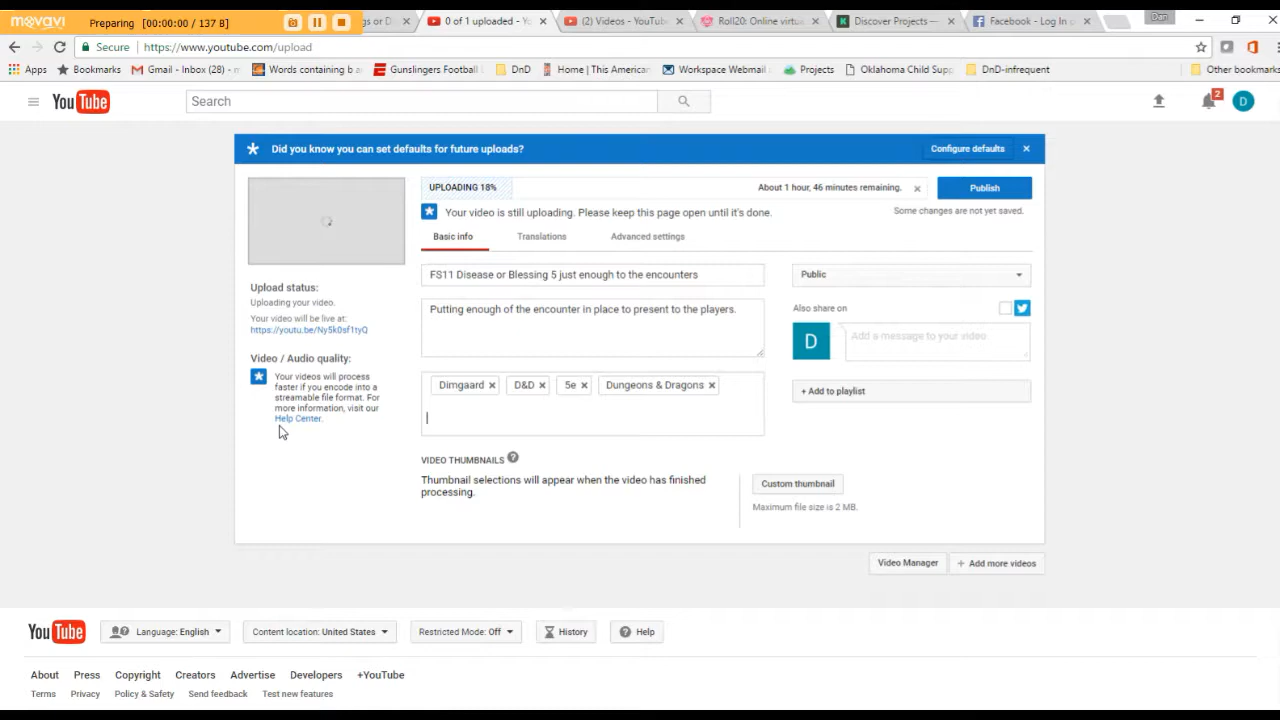 movavi Preparing [00:00:00 / 137 B]
gs or D
0 of 1 uploaded - Yo
(2) Videos - YouTube
Roll20: Online virtu
Discover Projects —
Facebook - Log In o
Dan
Secure https://www.youtube.com/upload
Apps Bookmarks Gmail - Inbox (28) - m Words containing b a Gunslingers Football DnD Home | This American Workspace Webmail Projects Oklahoma Child Supp DnD-infrequent Other bookmarks
YouTube Search 2 D
Did you know you can set defaults for future uploads? Configure defaults
UPLOADING 18% About 1 hour, 46 minutes remaining. Publish
Your video is still uploading. Please keep this page open until it's done. Some changes are not yet saved.
Basic info Translations Advanced settings
FS11 Disease or Blessing 5 just enough to the encounters
Public
Putting enough of the encounter in place to present to the players.
Also share on
D Add a message to your video
Upload status:
Uploading your video.
Your video will be live at:
https://youtu.be/Ny5k0sf1tyQ
Video / Audio quality:
Your videos will process
faster if you encode into a
streamable file format. For
more information, visit our
Help Center.
Dimgaard D&D 5e Dungeons & Dragons
+ Add to playlist
VIDEO THUMBNAILS ?
Thumbnail selections will appear when the video has finished
processing.
Custom thumbnail
Maximum file size is 2 MB.
Video Manager + Add more videos
YouTube Language: English Content location: United States Restricted Mode: Off History Help
About Press Copyright Creators Advertise Developers +YouTube
Terms Privacy Policy & Safety Send feedback Test new features